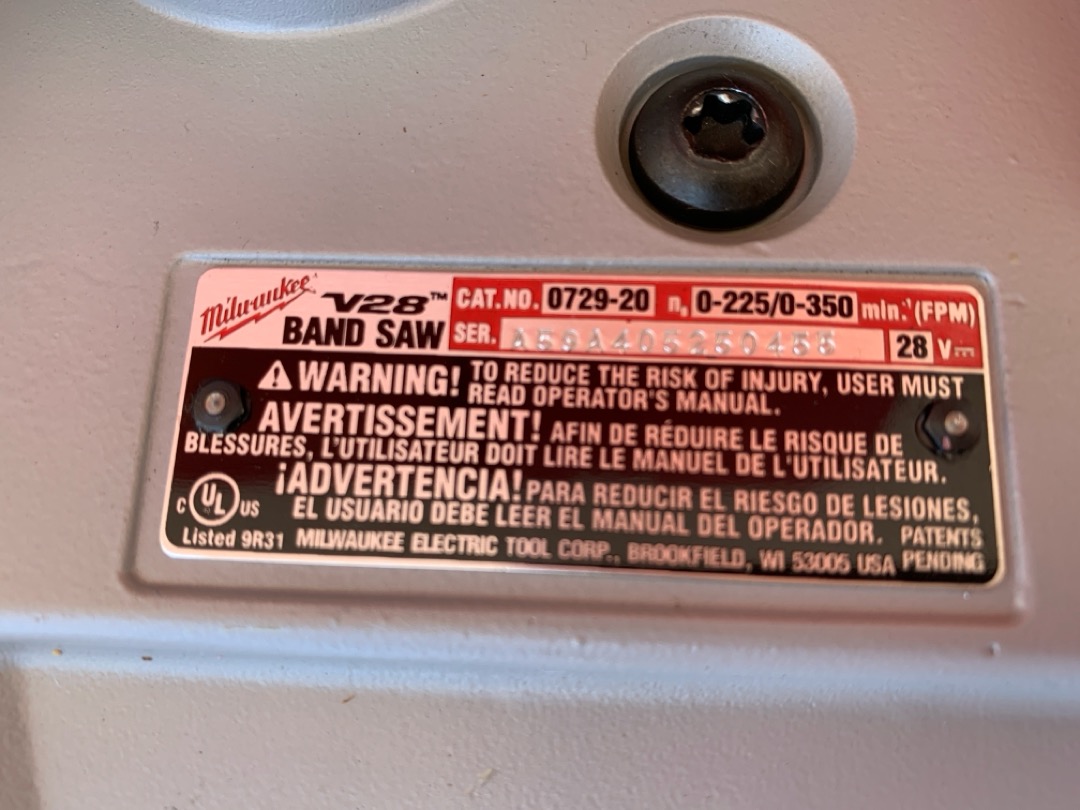 Milwaukee V28™ CAT.NO. 0729-20 n, 0-225/0-350 min.-¹ (FPM)
BAND SAW SER. 28 V
WARNING! TO REDUCE THE RISK OF INJURY, USER MUST
READ OPERATOR'S MANUAL.
AVERTISSEMENT! AFIN DE RÉDUIRE LE RISQUE DE
BLESSURES, L'UTILISATEUR DOIT LIRE LE MANUEL DE L'UTILISATEUR.
¡ADVERTENCIA! PARA REDUCIR EL RIESGO DE LESIONES,
EL USUARIO DEBE LEER EL MANUAL DEL OPERADOR.
C UL US
Listed 9R31 MILWAUKEE ELECTRIC TOOL CORP., BROOKFIELD, WI 53005 USA
PATENTS
PENDING